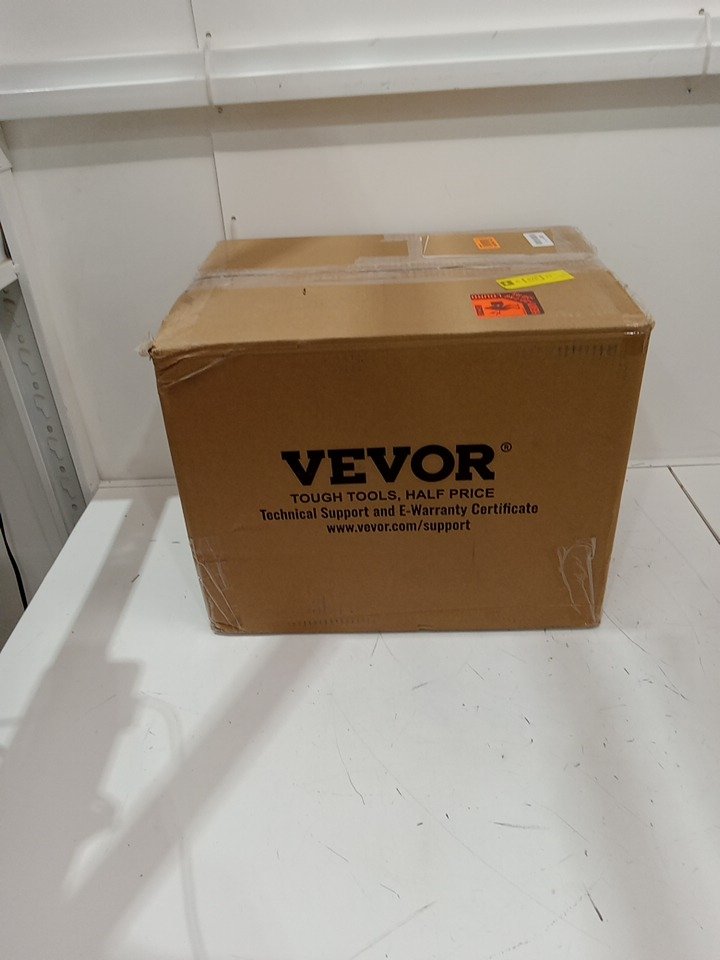 VEVOR®
TOUGH TOOLS, HALF PRICE
Technical Support and E-Warranty Certificate
www.vevor.com/support